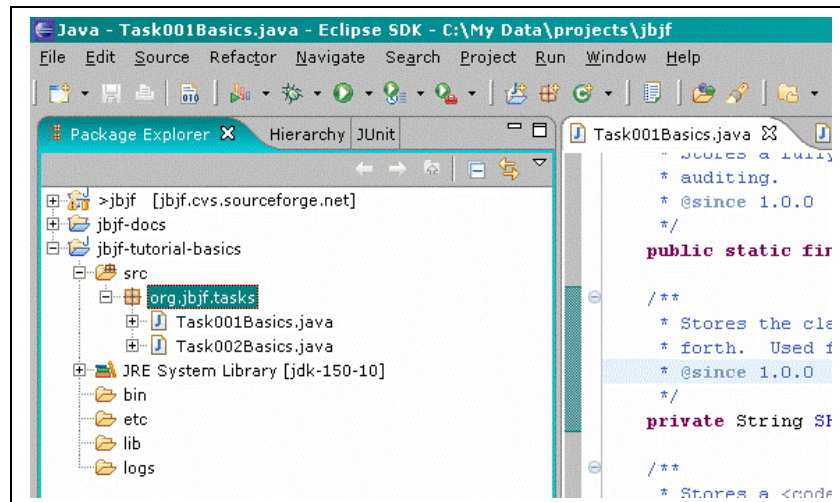 Java - Task001Basics.java - Eclipse SDK - C:\My Data\projects\jbjf
File Edit Source Refactor Navigate Search Project Run Window Help
Package Explorer Hierarchy JUnit
Task001Basics.java
>jbjf [jbjf.cvs.sourceforge.net]
jbjf-docs
jbjf-tutorial-basics
src
org.jbjf.tasks
Task001Basics.java
Task002Basics.java
JRE System Library [jdk-150-10]
bin
etc
lib
logs
* auditing.
* @since 1.0.0
*/
public static fin
/**
* Stores the cla
* forth. Used f
* @since 1.0.0
*/
private String SH
/**
* Stores a <code